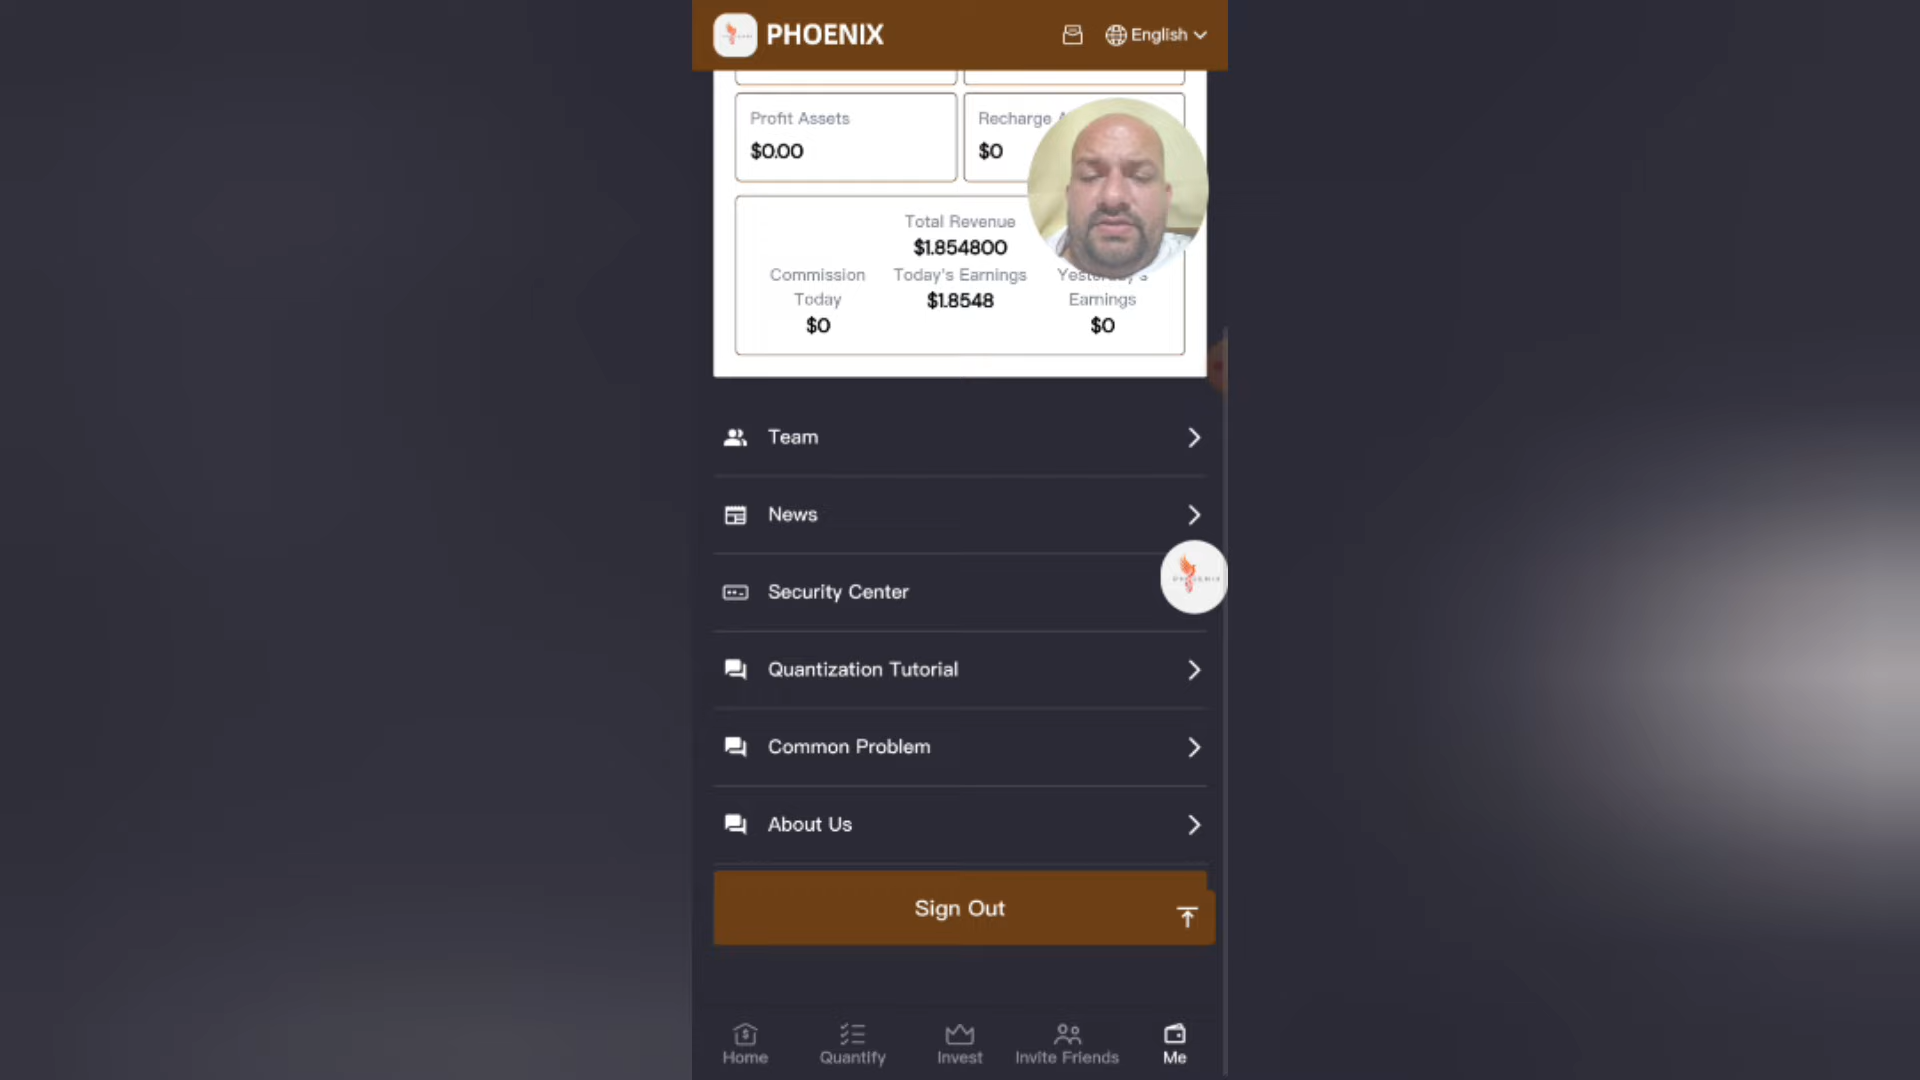 PHOENIX
English
Profit Assets
$0.00
Recharge
$0
Total Revenue
$1.854800
Commission
Today
$0
Today's Earnings
$1.8548
Yesterday's
Earnings
$0
Team
News
Security Center
Quantization Tutorial
Common Problem
About Us
Sign Out
Home
Quantify
Invest
Invite Friends
Me